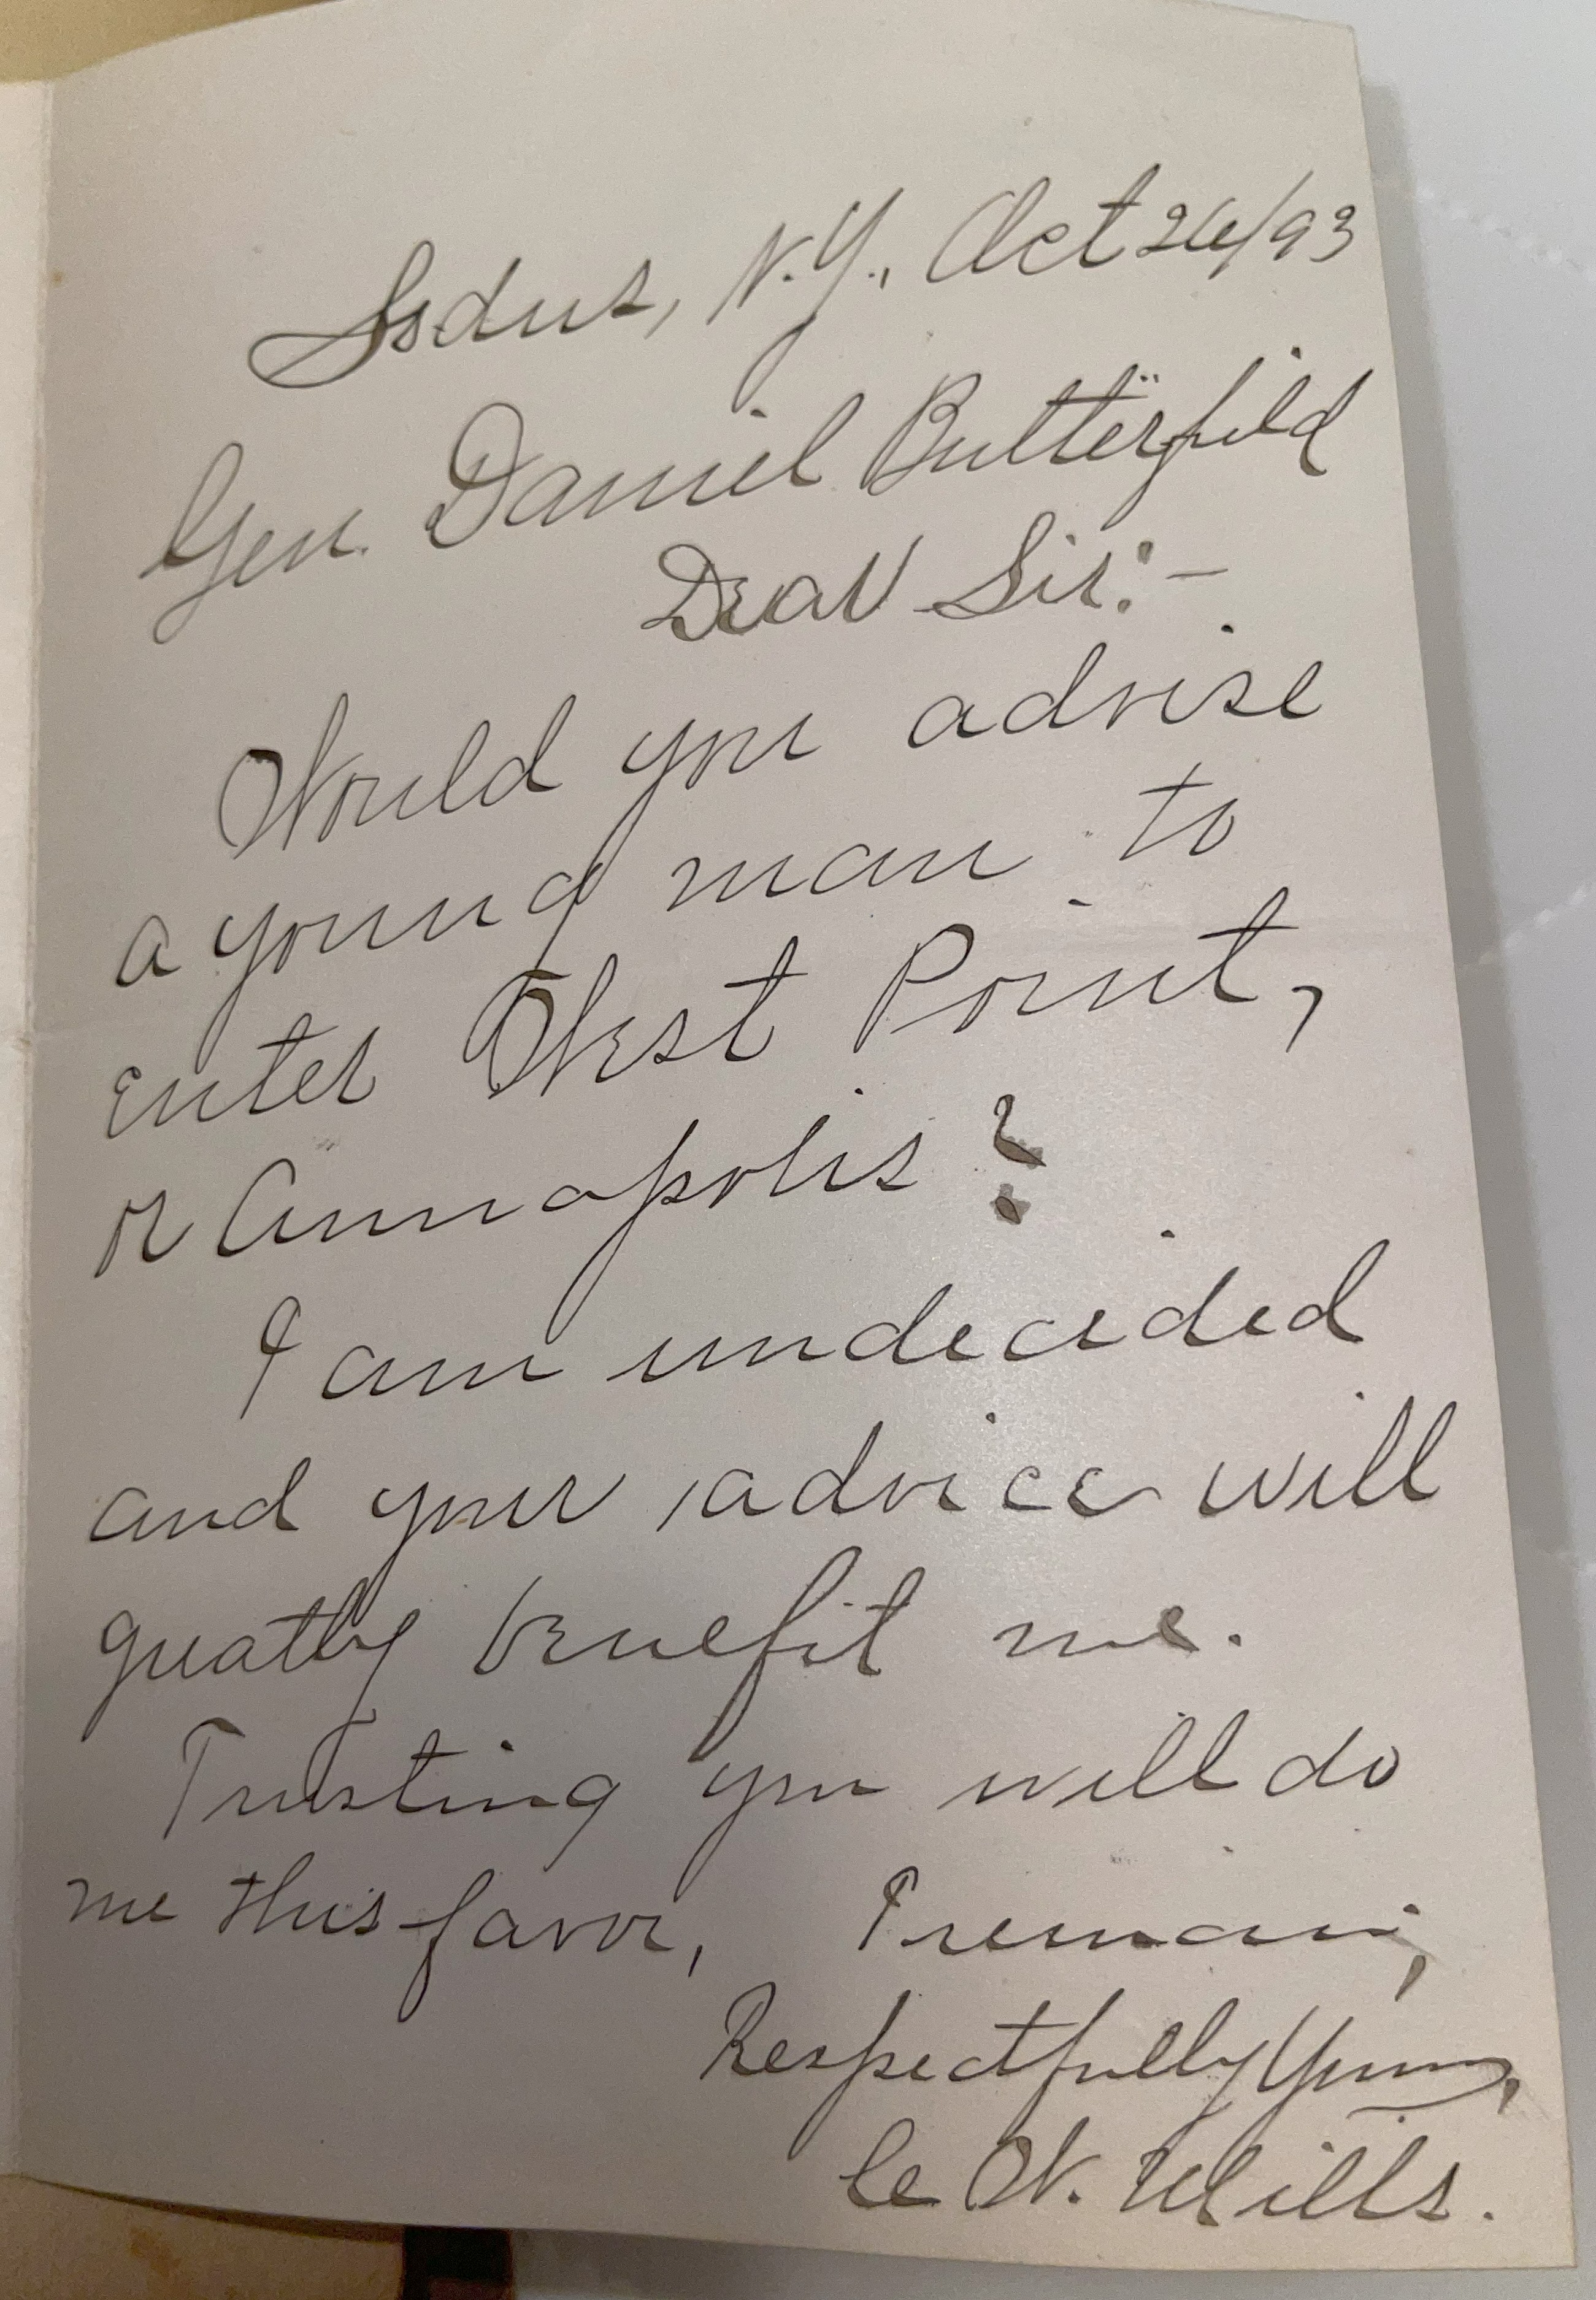 Sodus, N.Y., Oct 26/93
Gen. Daniel Butterfield
Dear Sir:-
Would you advise
a young man to
enter West Point,
or Annapolis?
I am undecided
and your advice will
greatly benefit me.
Trusting you will do
me this favor, I remain,
Respectfully Yours,
W. Mills.